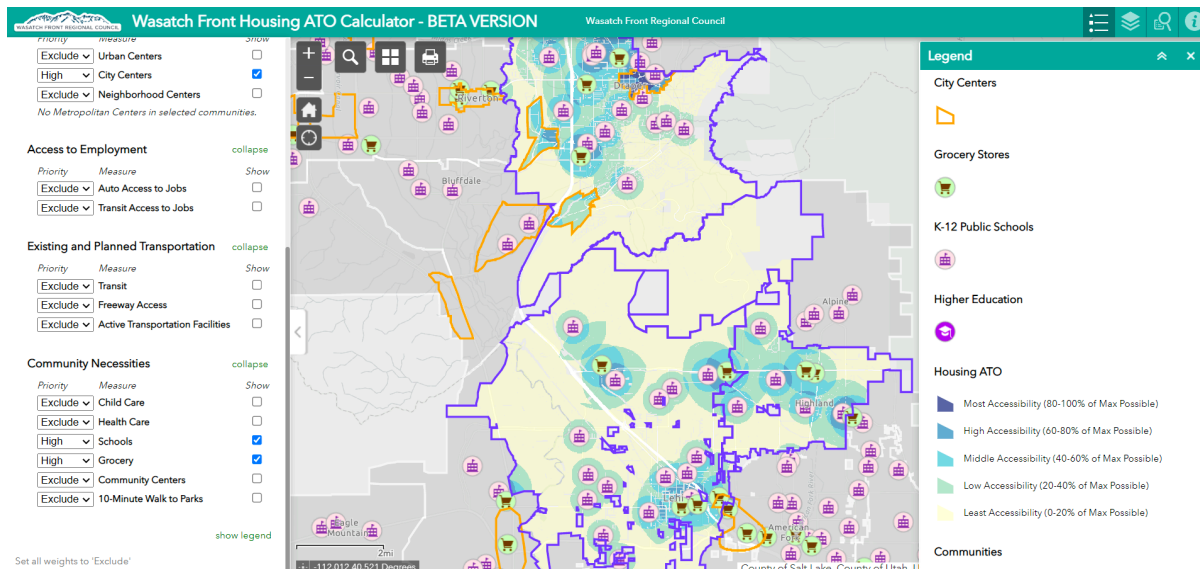 WASATCH FRONT REGIONAL COUNCIL
Wasatch Front Housing ATO Calculator - BETA VERSION
Wasatch Front Regional Council
Priority Measure Show
Exclude Urban Centers
High City Centers
Exclude Neighborhood Centers
No Metropolitan Centers in selected communities.
Access to Employment collapse
Priority Measure Show
Exclude Auto Access to Jobs
Exclude Transit Access to Jobs
Existing and Planned Transportation collapse
Priority Measure Show
Exclude Transit
Exclude Freeway Access
Exclude Active Transportation Facilities
Community Necessities collapse
Priority Measure Show
Exclude Child Care
Exclude Health Care
High Schools
High Grocery
Exclude Community Centers
Exclude 10-Minute Walk to Parks
show legend
Set all weights to 'Exclude'
+
−
Draper
Riverton
Bluffdale
Alpine
Highland
Lehi
Eagle
Mountain
American
Fork
2mi
-112.012 40.521 Degrees
County of Salt Lake, County of Utah, U
Legend
City Centers
Grocery Stores
K-12 Public Schools
Higher Education
Housing ATO
Most Accessibility (80-100% of Max Possible)
High Accessibility (60-80% of Max Possible)
Middle Accessibility (40-60% of Max Possible)
Low Accessibility (20-40% of Max Possible)
Least Accessibility (0-20% of Max Possible)
Communities